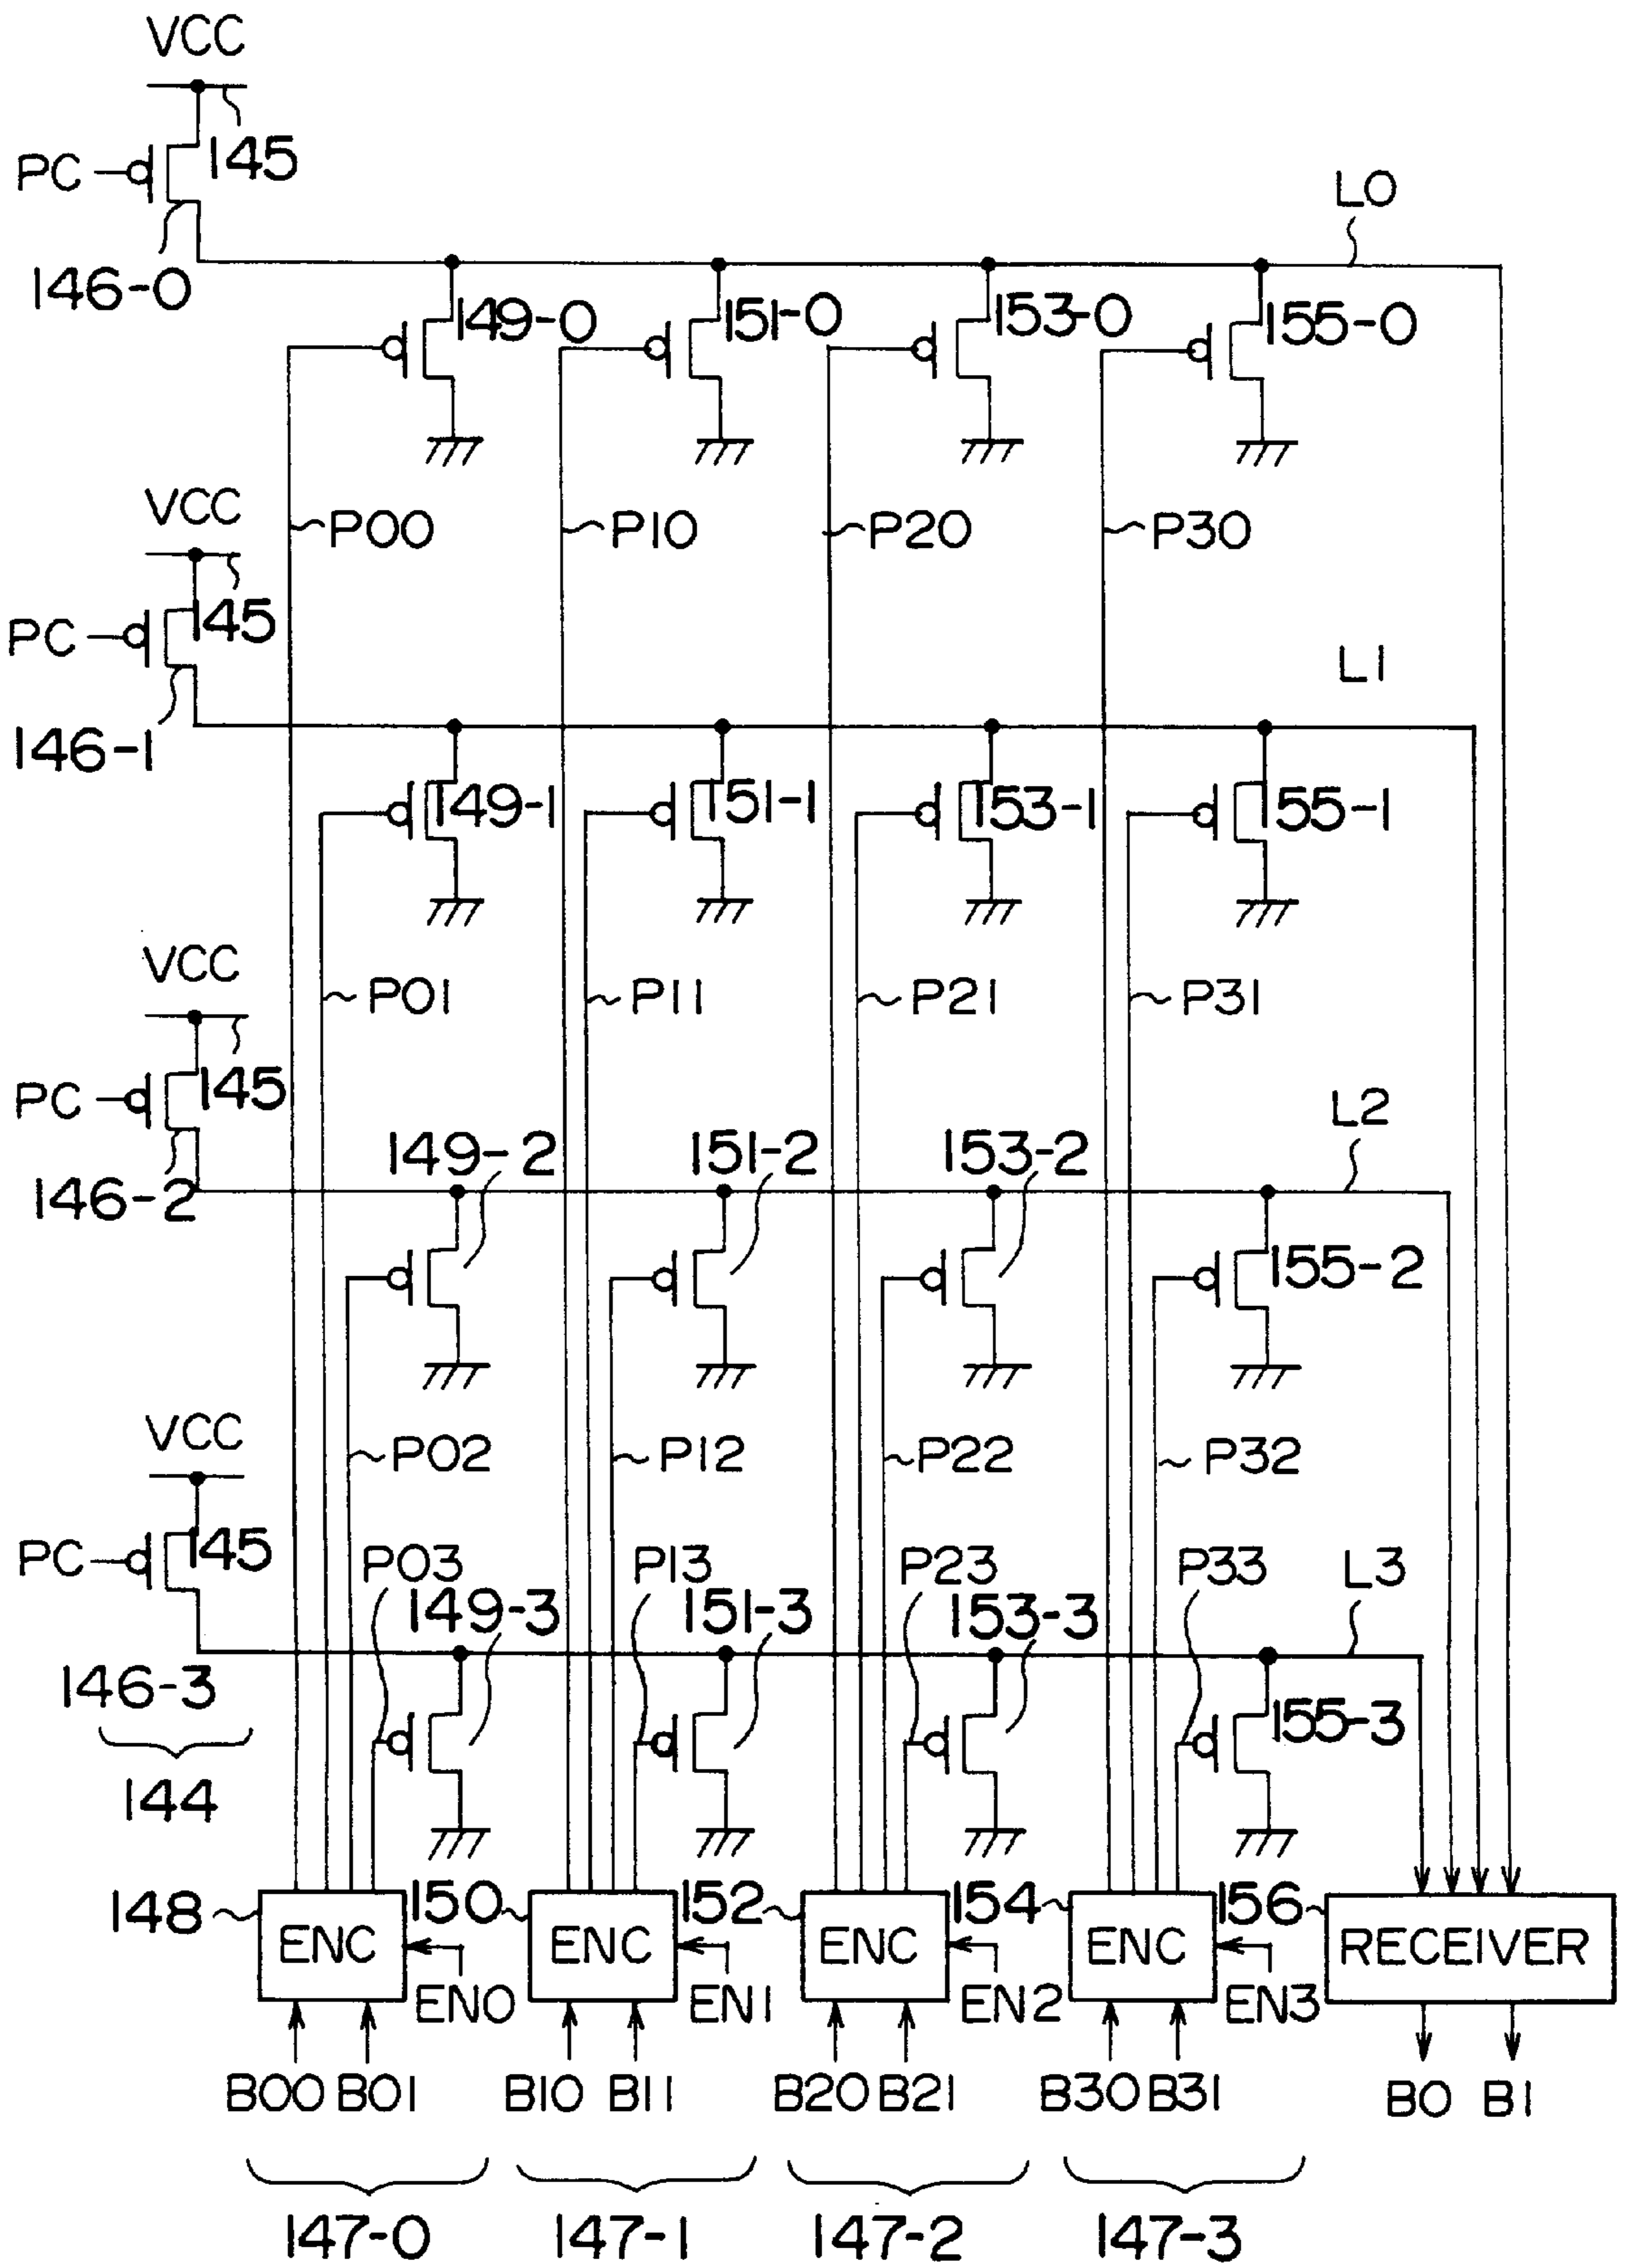 VCC
PC 145
L0
146-0
149-0 151-0 153-0 155-0
VCC
P00 P10 P20 P30
PC 145
L1
146-1
149-1 151-1 153-1 155-1
VCC
P01 P11 P21 P31
PC 145
L2
146-2
149-2 151-2 153-2
155-2
VCC
P02 P12 P22 P32
PC 145
P03 P13 P23 P33 L3
149-3 151-3 153-3
146-3
155-3
144
148 150 152 154 156
ENC ENC ENC ENC RECEIVER
EN0 EN1 EN2 EN3
B00 B01 B10 B11 B20 B21 B30 B31 B0 B1
147-0 147-1 147-2 147-3